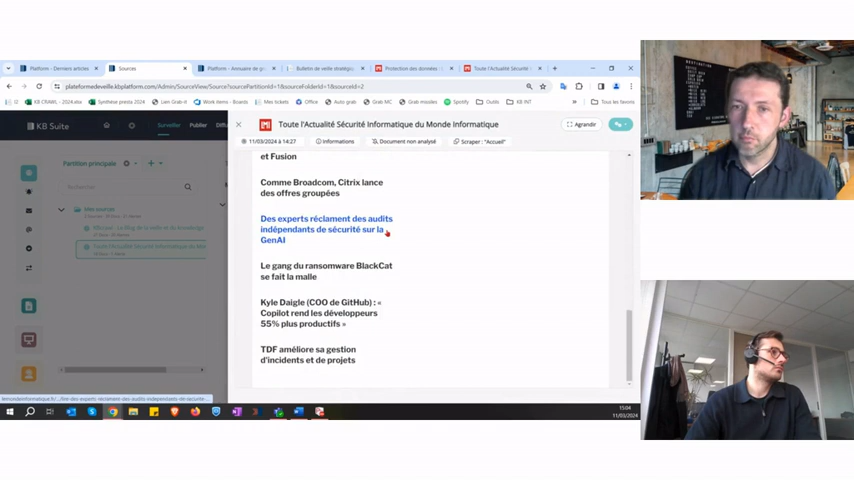 Platform - Derniers articles
Sources
Platform - Annuaire de
Bulletin de veille stratégiqu
Protection des données :
Toute l'Actualité Sécurité
plateformedeveille.kbplatform.com/Admin/SourceView/Source?sourcePartitionId=1&sourceFolderId=1&sourceId=2
KB CRAWL - 2024.xlsx
Synthèse presta 2024
Lien Grab-it
Work items - Boards
Mes tickets
Office
Auto grab
Grab MC
Grab missiles
Spotify
Outils
KB INT
Tous les favoris
KB Suite
Surveiller
Publier
Toute l'Actualité Sécurité Informatique du Monde Informatique
Agrandir
11/03/2024 à 14:27
Informations
Document non analysé
Scraper : "Accueil"
Partition principale
Rechercher
Mes sources
et Fusion
Comme Broadcom, Citrix lance
des offres groupées
Des experts réclament des audits
indépendants de sécurité sur la
GenAI
Le gang du ransomware BlackCat
se fait la malle
Kyle Daigle (COO de GitHub) : «
Copilot rend les développeurs
55% plus productifs »
TDF améliore sa gestion
d'incidents et de projets
15:04
11/03/2024
DESTINATION